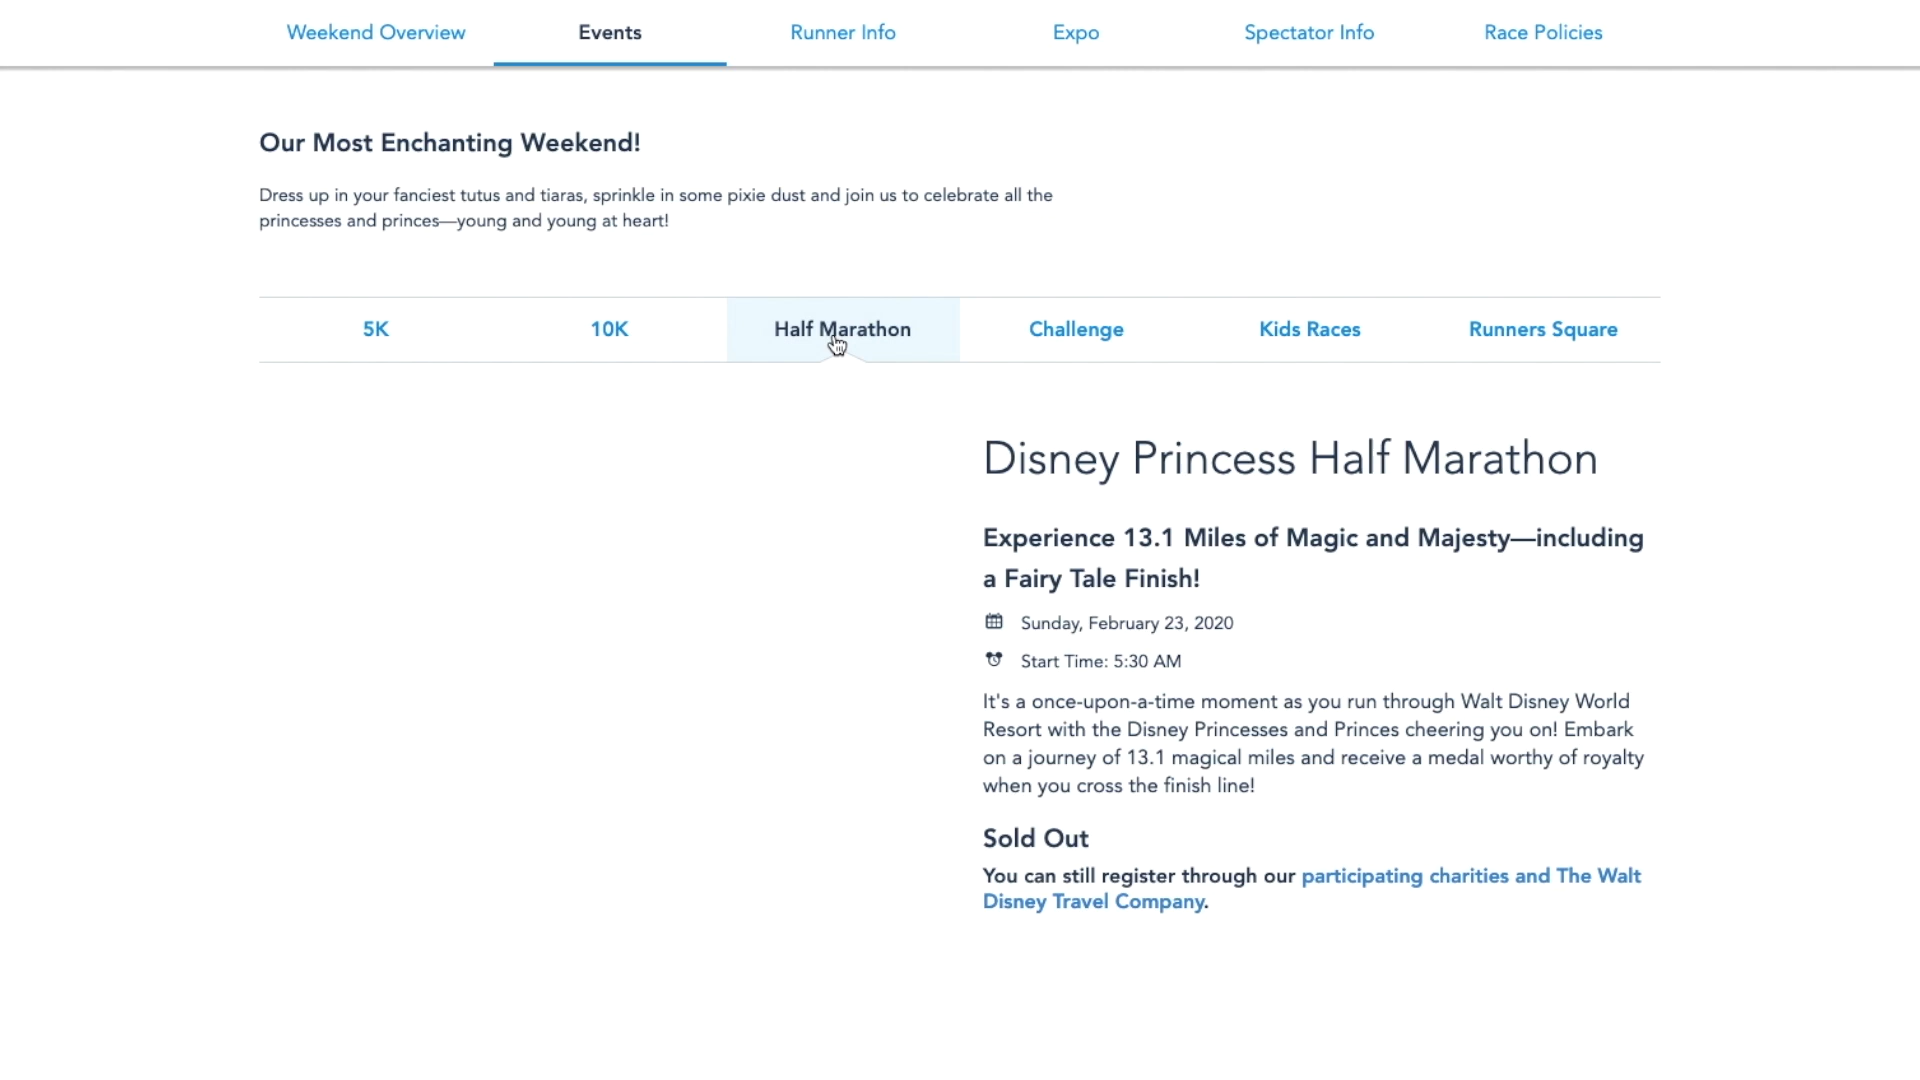 Weekend Overview Events Runner Info Expo Spectator Info Race Policies
Our Most Enchanting Weekend!
Dress up in your fanciest tutus and tiaras, sprinkle in some pixie dust and join us to celebrate all the
princesses and princes—young and young at heart!
5K 10K Half Marathon Challenge Kids Races Runners Square
Disney Princess Half Marathon
Experience 13.1 Miles of Magic and Majesty—including
a Fairy Tale Finish!
Sunday, February 23, 2020
Start Time: 5:30 AM
It's a once-upon-a-time moment as you run through Walt Disney World
Resort with the Disney Princesses and Princes cheering you on! Embark
on a journey of 13.1 magical miles and receive a medal worthy of royalty
when you cross the finish line!
Sold Out
You can still register through our participating charities and The Walt
Disney Travel Company.